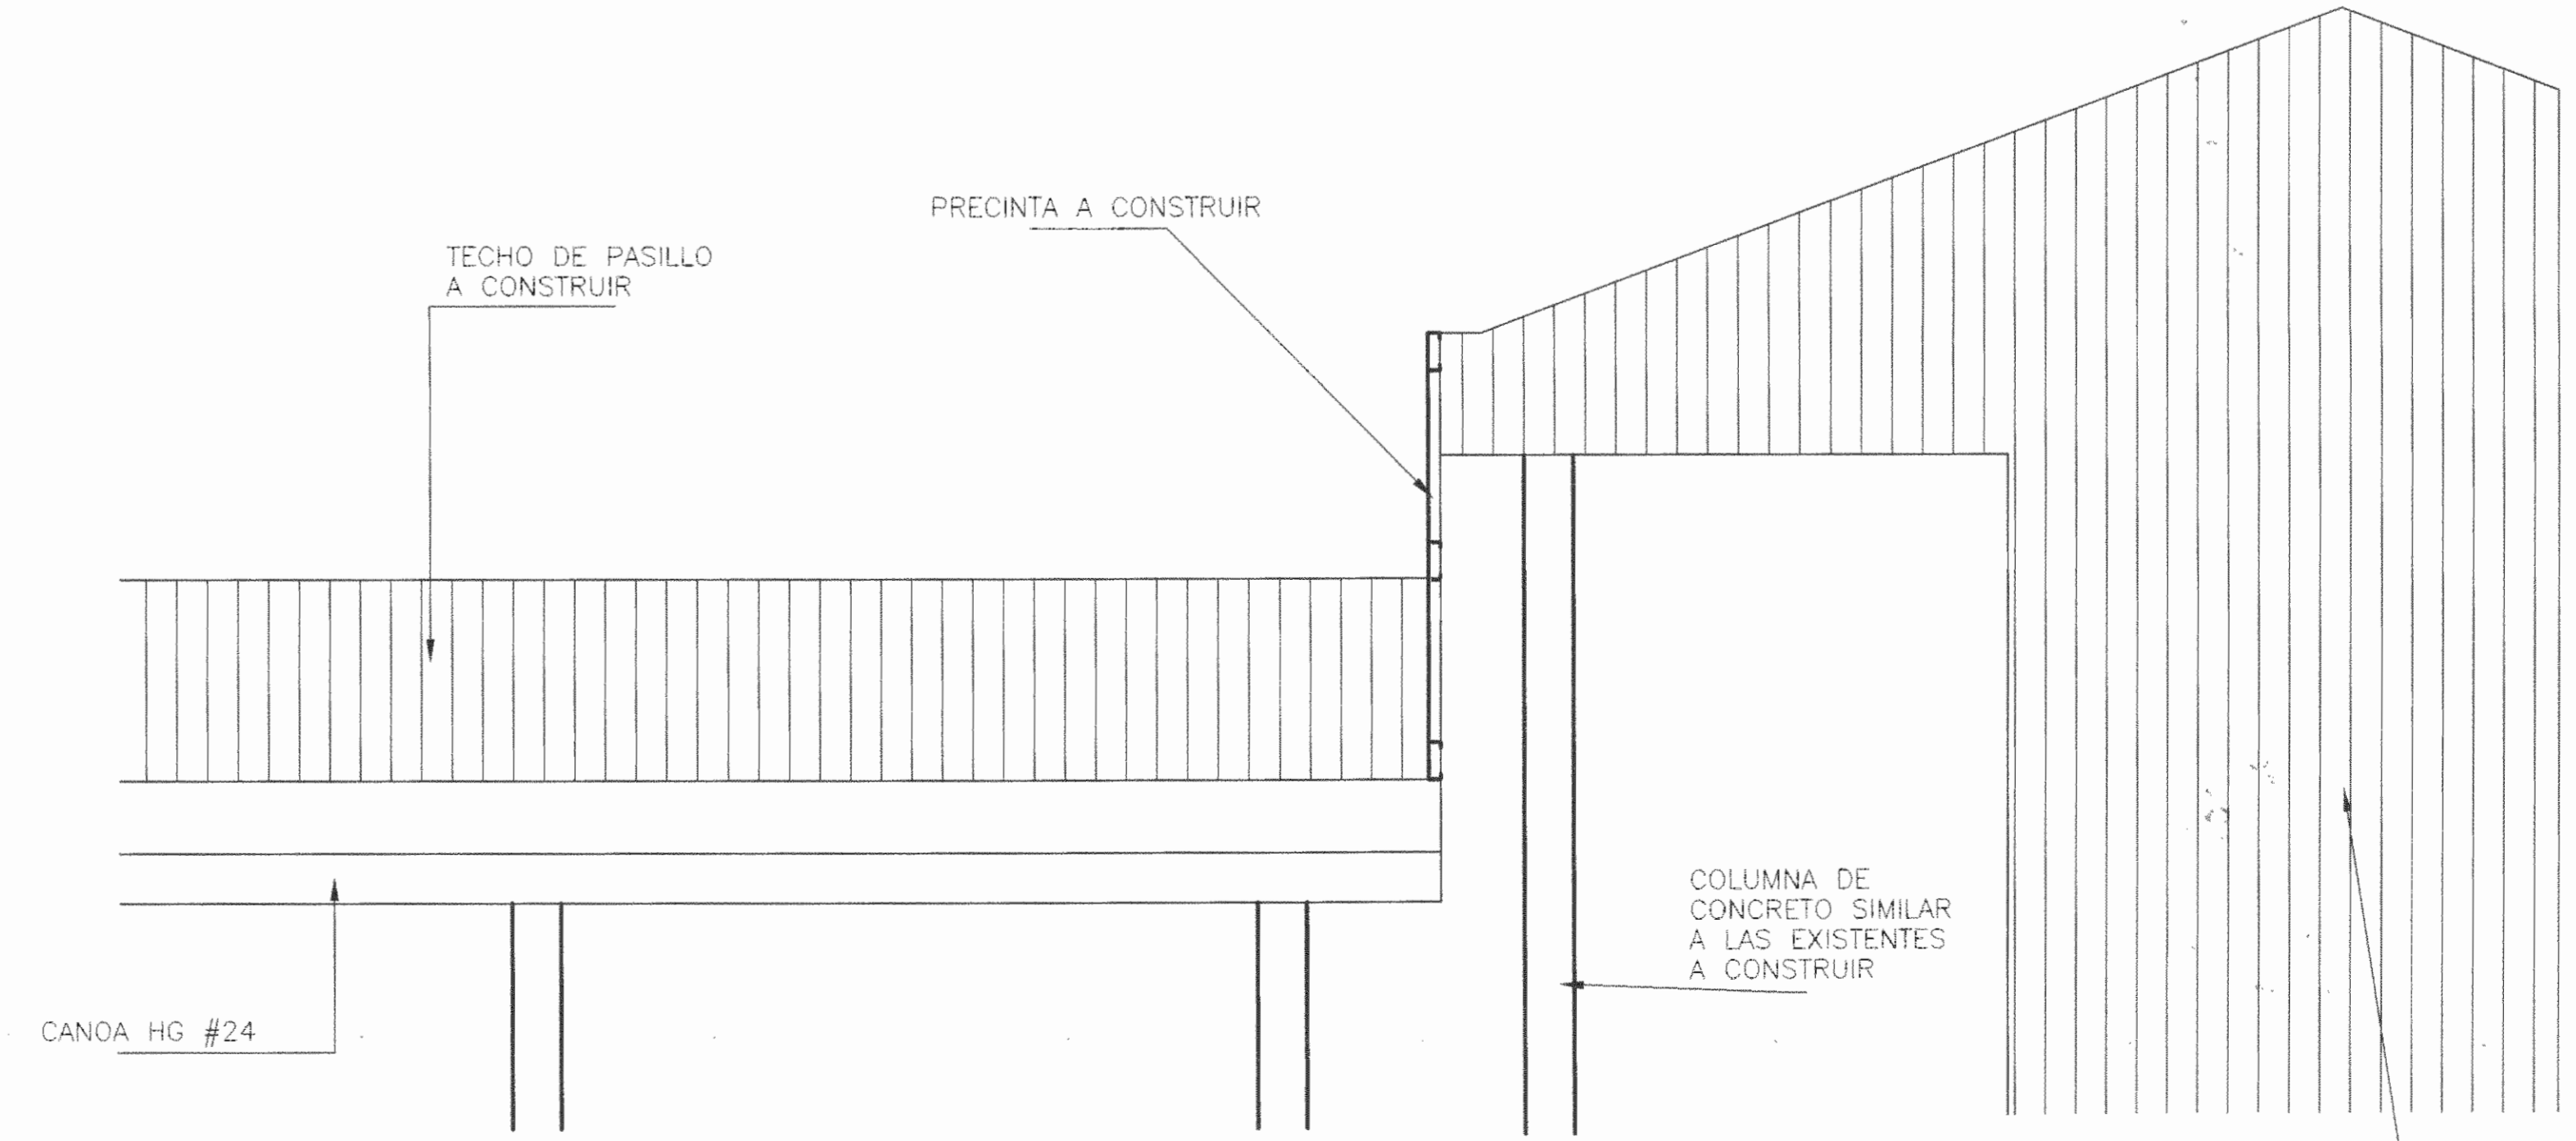 PRECINTA A CONSTRUIR
TECHO DE PASILLO
A CONSTRUIR
COLUMNA DE
CONCRETO SIMILAR
A LAS EXISTENTES
A CONSTRUIR
CANOA HG #24